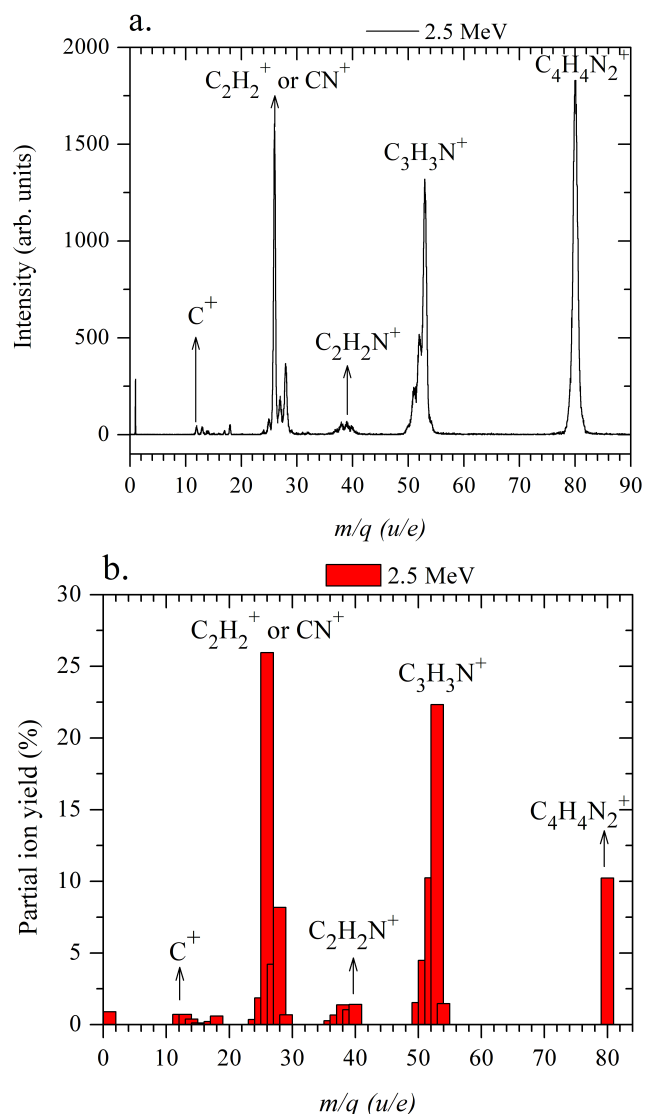 a.
2.5 MeV
2000
1500
1000
500
0
Intensity (arb. units)
C₂H₂⁺ or CN⁺
C₄H₄N₂⁺
C₃H₃N⁺
C⁺
C₂H₂N⁺
0 10 20 30 40 50 60 70 80 90
m/q (u/e)
b.
2.5 MeV
30
25
20
15
10
5
0
Partial ion yield (%)
C₂H₂⁺ or CN⁺
C₃H₃N⁺
C₄H₄N₂⁺
C⁺
C₂H₂N⁺
0 10 20 30 40 50 60 70 80
m/q (u/e)